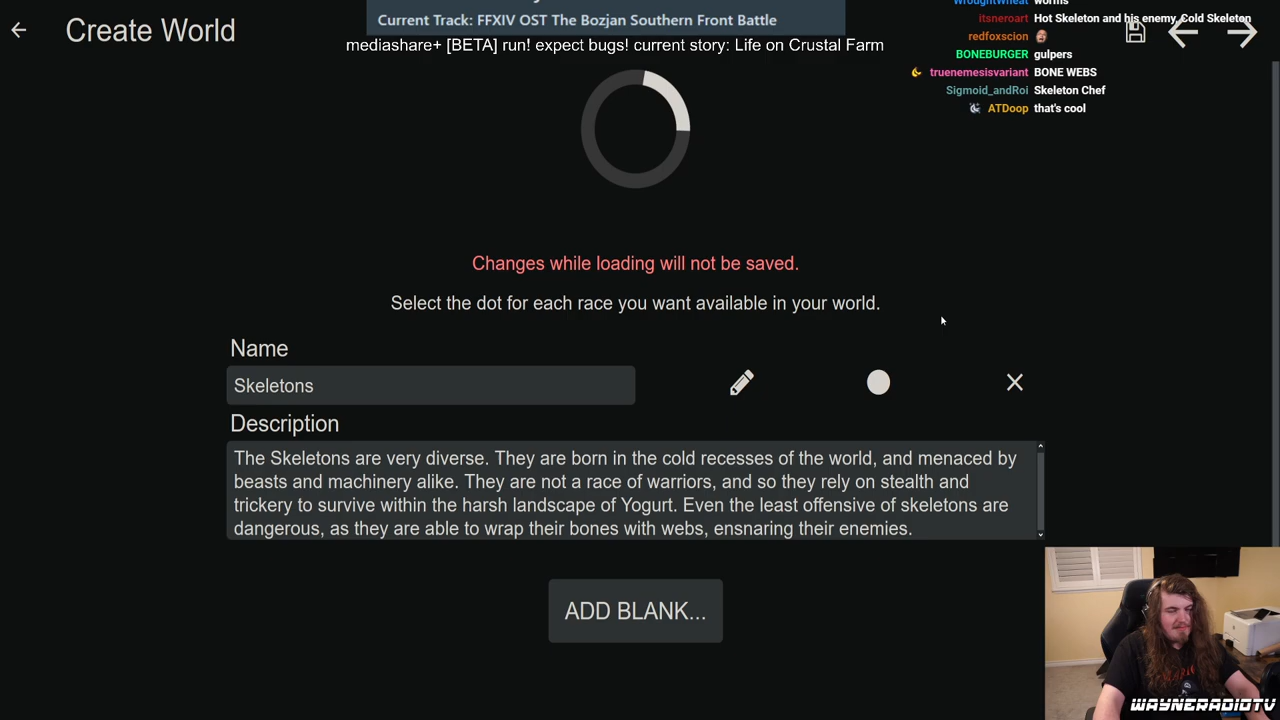 Create World
Current Track: FFXIV OST The Bozjan Southern Front Battle
mediashare+ [BETA] run! expect bugs! current story: Life on Crustal Farm
WroughtWheat worms
itsneroart Hot Skeleton and his enemy, Cold Skeleton
redfoxscion
BONEBURGER gulpers
truenemesisvariant BONE WEBS
Sigmoid_andRoi Skeleton Chef
ATDoop that's cool
Changes while loading will not be saved.
Select the dot for each race you want available in your world.
Name
Skeletons
Description
The Skeletons are very diverse. They are born in the cold recesses of the world, and menaced by
beasts and machinery alike. They are not a race of warriors, and so they rely on stealth and
trickery to survive within the harsh landscape of Yogurt. Even the least offensive of skeletons are
dangerous, as they are able to wrap their bones with webs, ensnaring their enemies.
ADD BLANK...
WAYNERADIOTV